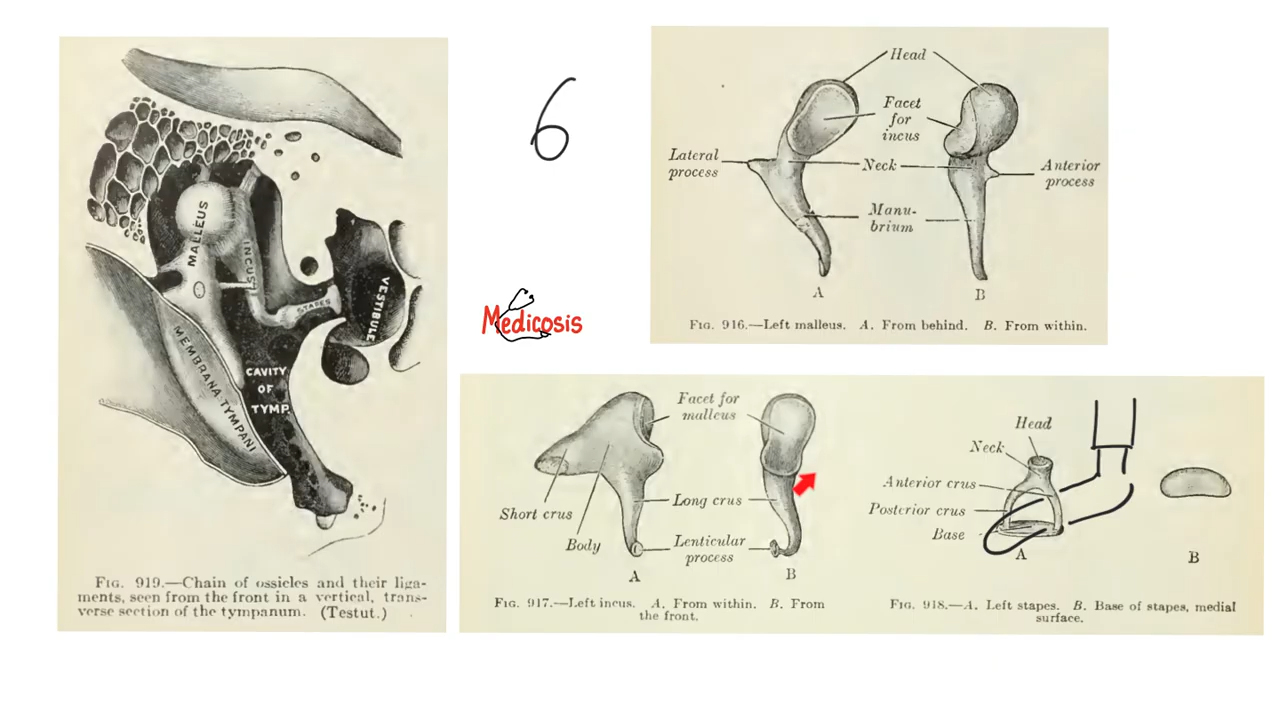 MALLEUS
INCUS
STAPES
VESTIBULE
MEMBRANA TYMPANI
CAVITY
OF
TYMP.
FIG. 919.—Chain of ossicles and their liga-
ments, seen from the front in a vertical, trans-
verse section of the tympanum. (Testut.)
6
Medicosis
Head
Facet
for
incus
Lateral
process
Neck
Anterior
process
Manu-
brium
A
B
FIG. 916.—Left malleus. A. From behind. B. From within.
Facet for
malleus
Short crus
Long crus
Body
Lenticular
process
A
B
FIG. 917.—Left incus. A. From within. B. From
the front.
Head
Neck
Anterior crus
Posterior crus
Base
A
B
FIG. 918.—A. Left stapes. B. Base of stapes, medial
surface.